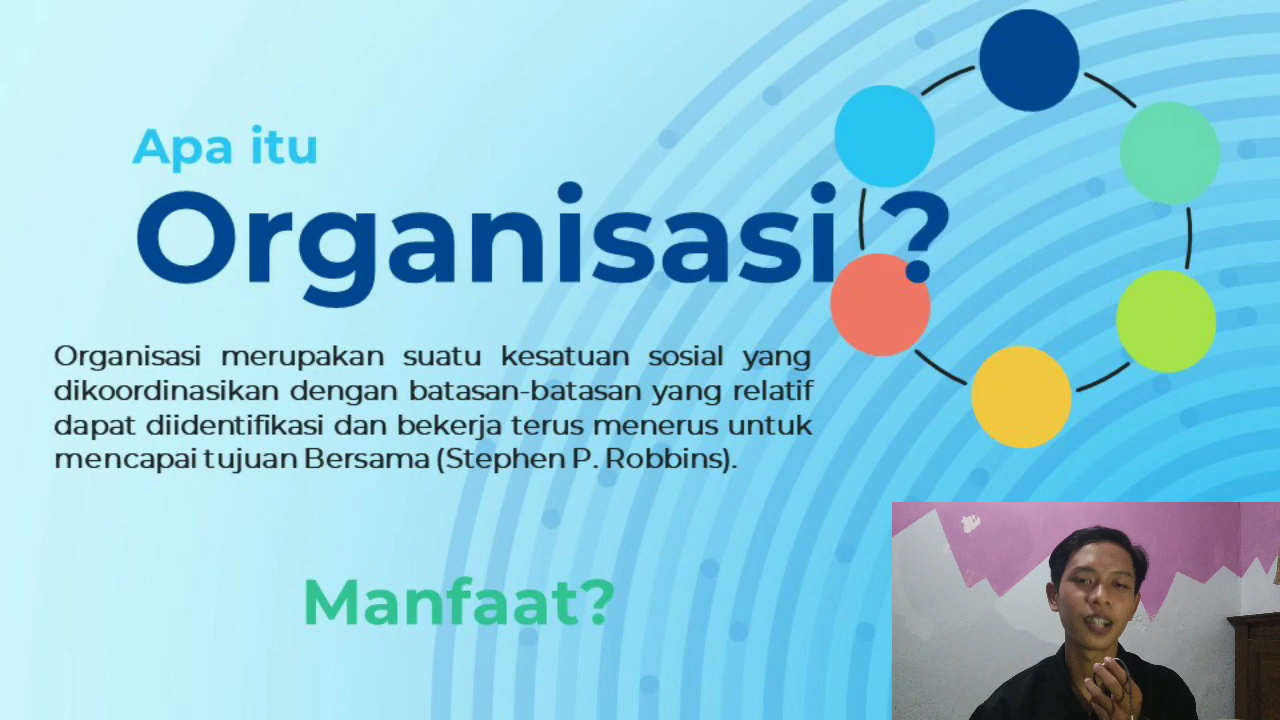 Apa itu
Organisasi ?
Organisasi merupakan suatu kesatuan sosial yang
dikoordinasikan dengan batasan-batasan yang relatif
dapat diidentifikasi dan bekerja terus menerus untuk
mencapai tujuan Bersama (Stephen P. Robbins).
Manfaat?